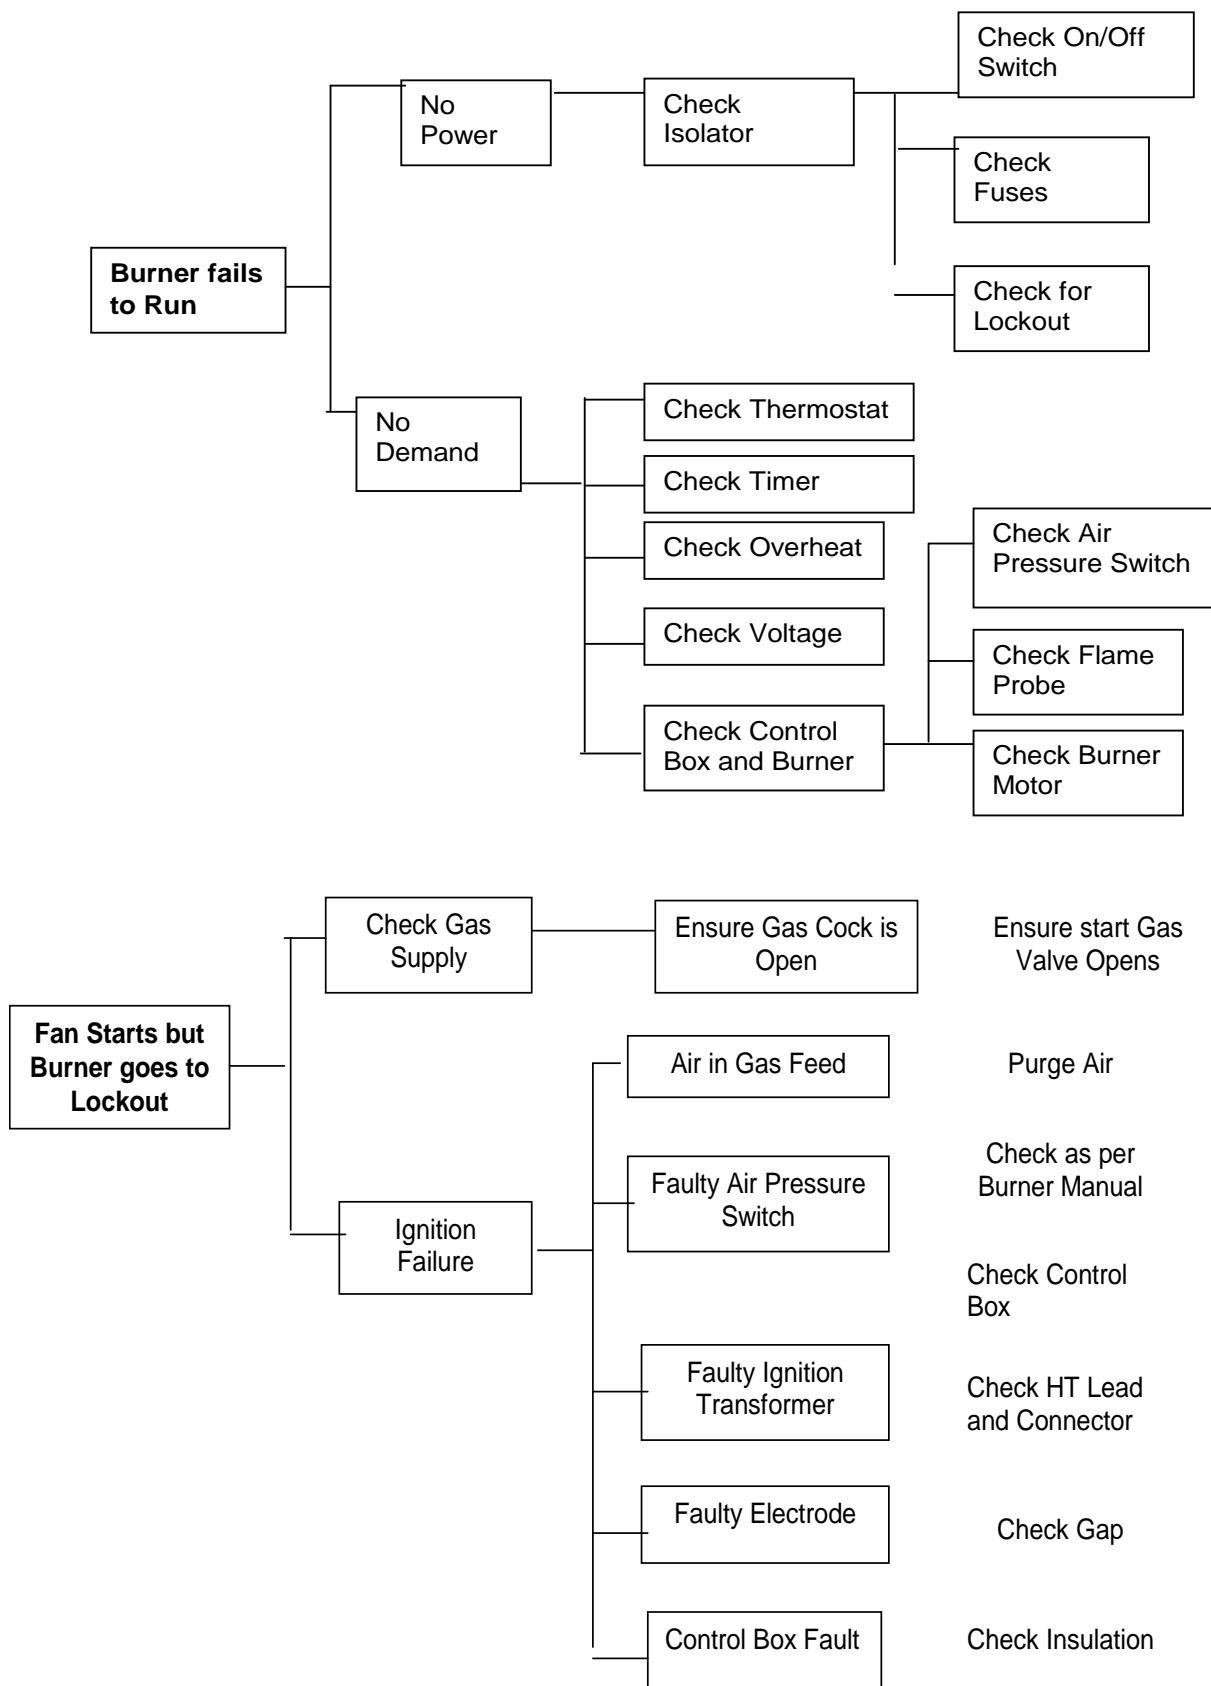 Check On/Off
Switch
No
Power
Check
Isolator
Check
Fuses
Burner fails
to Run
Check for
Lockout
No
Demand
Check Thermostat
Check Timer
Check Overheat
Check Voltage
Check Control
Box and Burner
Check Air
Pressure Switch
Check Flame
Probe
Check Burner
Motor
Check Gas
Supply
Ensure Gas Cock is
Open
Ensure start Gas
Valve Opens
Fan Starts but
Burner goes to
Lockout
Air in Gas Feed
Purge Air
Ignition
Failure
Faulty Air Pressure
Switch
Check as per
Burner Manual
Check Control
Box
Faulty Ignition
Transformer
Check HT Lead
and Connector
Faulty Electrode
Check Gap
Control Box Fault
Check Insulation